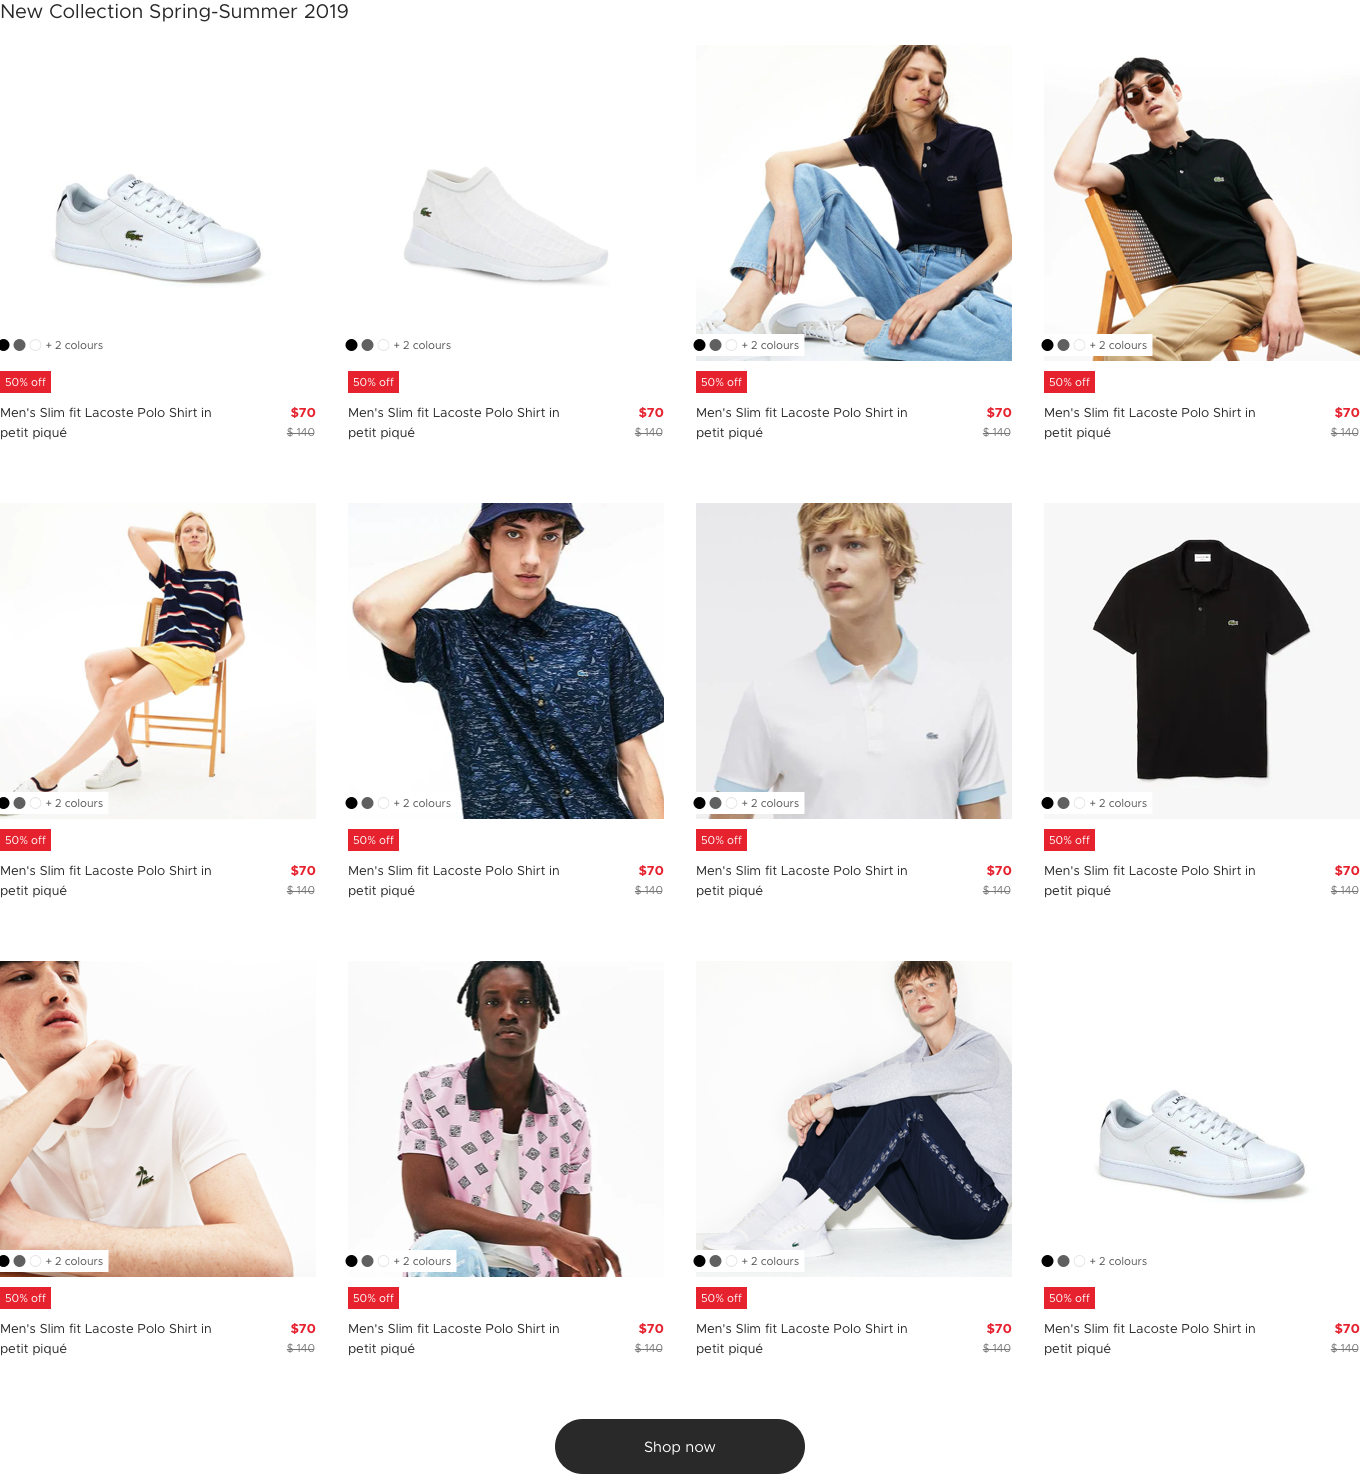 New Collection Spring-Summer 2019
+ 2 colours
+ 2 colours
+ 2 colours
+ 2 colours
50% off
50% off
50% off
50% off
Men's Slim fit Lacoste Polo Shirt in
petit piqué
$70
$ 140
Men's Slim fit Lacoste Polo Shirt in
petit piqué
$70
$ 140
Men's Slim fit Lacoste Polo Shirt in
petit piqué
$70
$ 140
Men's Slim fit Lacoste Polo Shirt in
petit piqué
$70
$ 140
+ 2 colours
+ 2 colours
+ 2 colours
+ 2 colours
50% off
50% off
50% off
50% off
Men's Slim fit Lacoste Polo Shirt in
petit piqué
$70
$ 140
Men's Slim fit Lacoste Polo Shirt in
petit piqué
$70
$ 140
Men's Slim fit Lacoste Polo Shirt in
petit piqué
$70
$ 140
Men's Slim fit Lacoste Polo Shirt in
petit piqué
$70
$ 140
+ 2 colours
+ 2 colours
+ 2 colours
+ 2 colours
50% off
50% off
50% off
50% off
Men's Slim fit Lacoste Polo Shirt in
petit piqué
$70
$ 140
Men's Slim fit Lacoste Polo Shirt in
petit piqué
$70
$ 140
Men's Slim fit Lacoste Polo Shirt in
petit piqué
$70
$ 140
Men's Slim fit Lacoste Polo Shirt in
petit piqué
$70
$ 140
Shop now